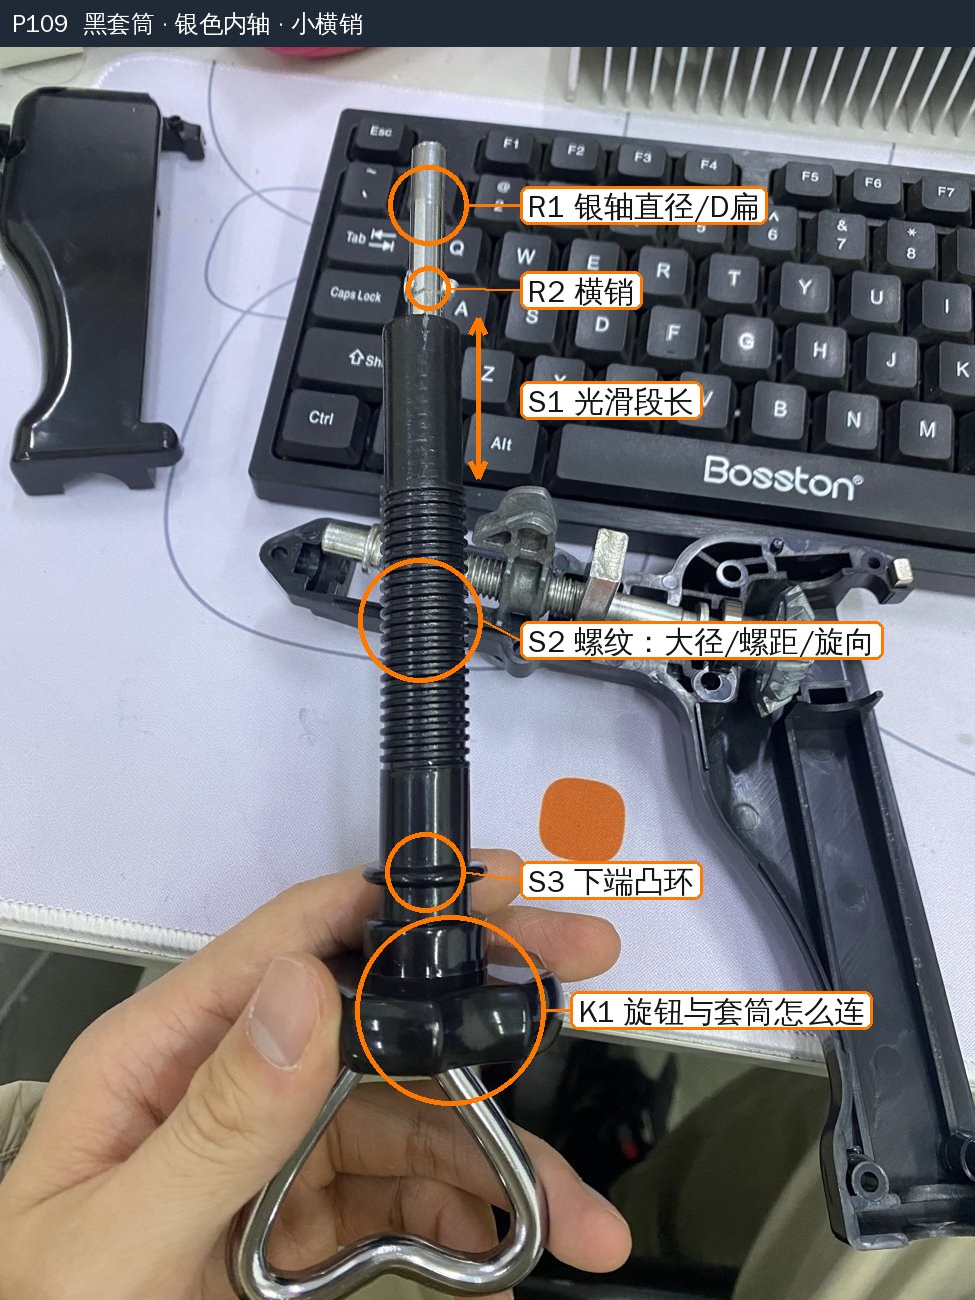 P109 黑套筒 · 银色内轴 · 小横销
Esc
F1
F2
F3
F4
F5
F6
F7
~
@
2
R1 银轴直径/D扁
^
6
&
7
*
8
5
Tab
Q
W
E
R
T
Y
U
I
R2 横销
Caps Lock
A
S
D
F
G
H
J
K
S1 光滑段长
Z
B
N
M
Ctrl
Alt
Bosston®
S2 螺纹：大径/螺距/旋向
S3 下端凸环
K1 旋钮与套筒怎么连